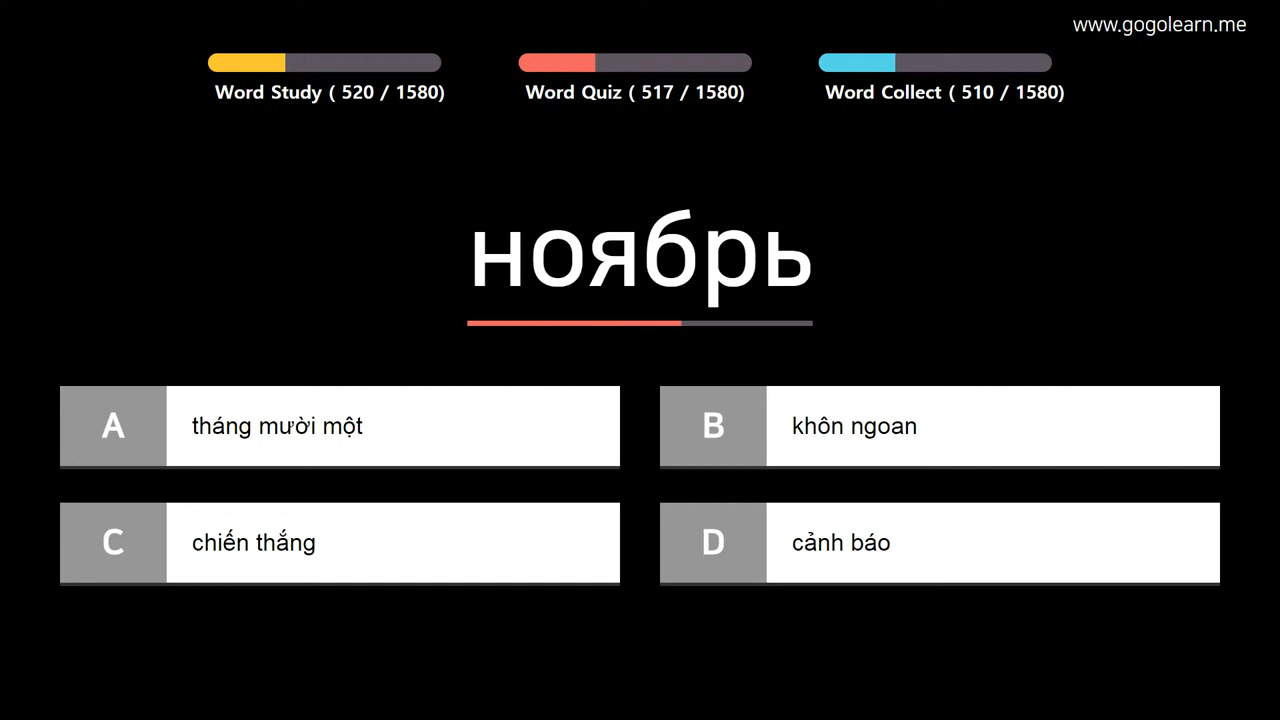 www.gogolearn.me
Word Study ( 520 / 1580)
Word Quiz ( 517 / 1580)
Word Collect ( 510 / 1580)
ноябрь
A tháng mười một
B khôn ngoan
C chiến thắng
D cảnh báo